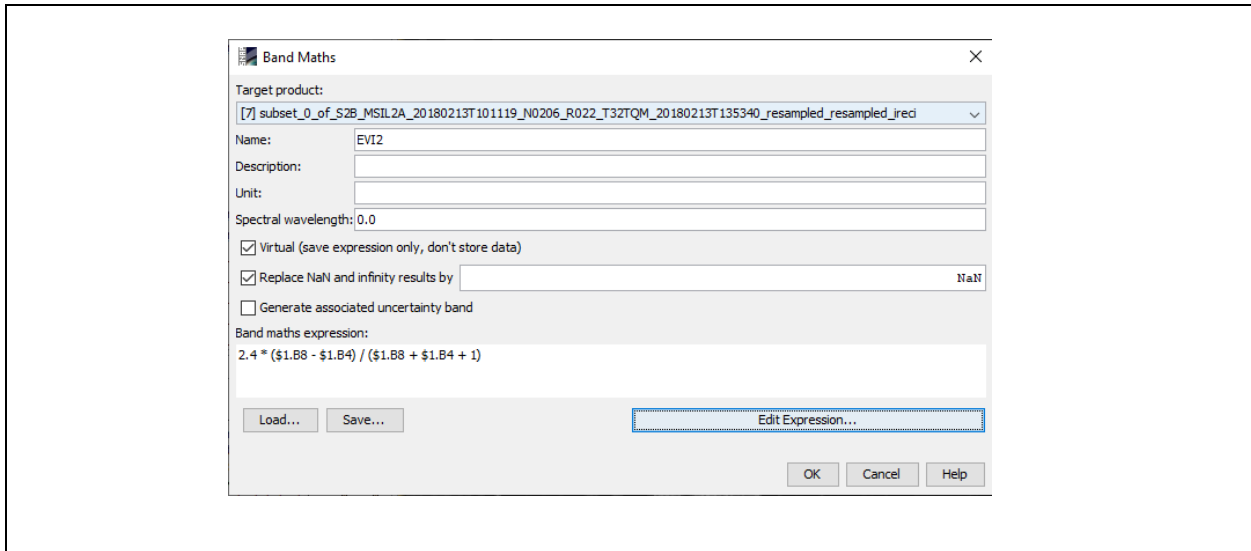 Band Maths
Target product:
[7] subset_0_of_S2B_MSIL2A_20180213T101119_N0206_R022_T32TQM_20180213T135340_resampled_resampled_ireci
Name: EVI2
Description:
Unit:
Spectral wavelength: 0.0
Virtual (save expression only, don't store data)
Replace NaN and infinity results by NaN
Generate associated uncertainty band
Band maths expression:
2.4 * ($1.B8 - $1.B4) / ($1.B8 + $1.B4 + 1)
Load... Save... Edit Expression...
OK Cancel Help